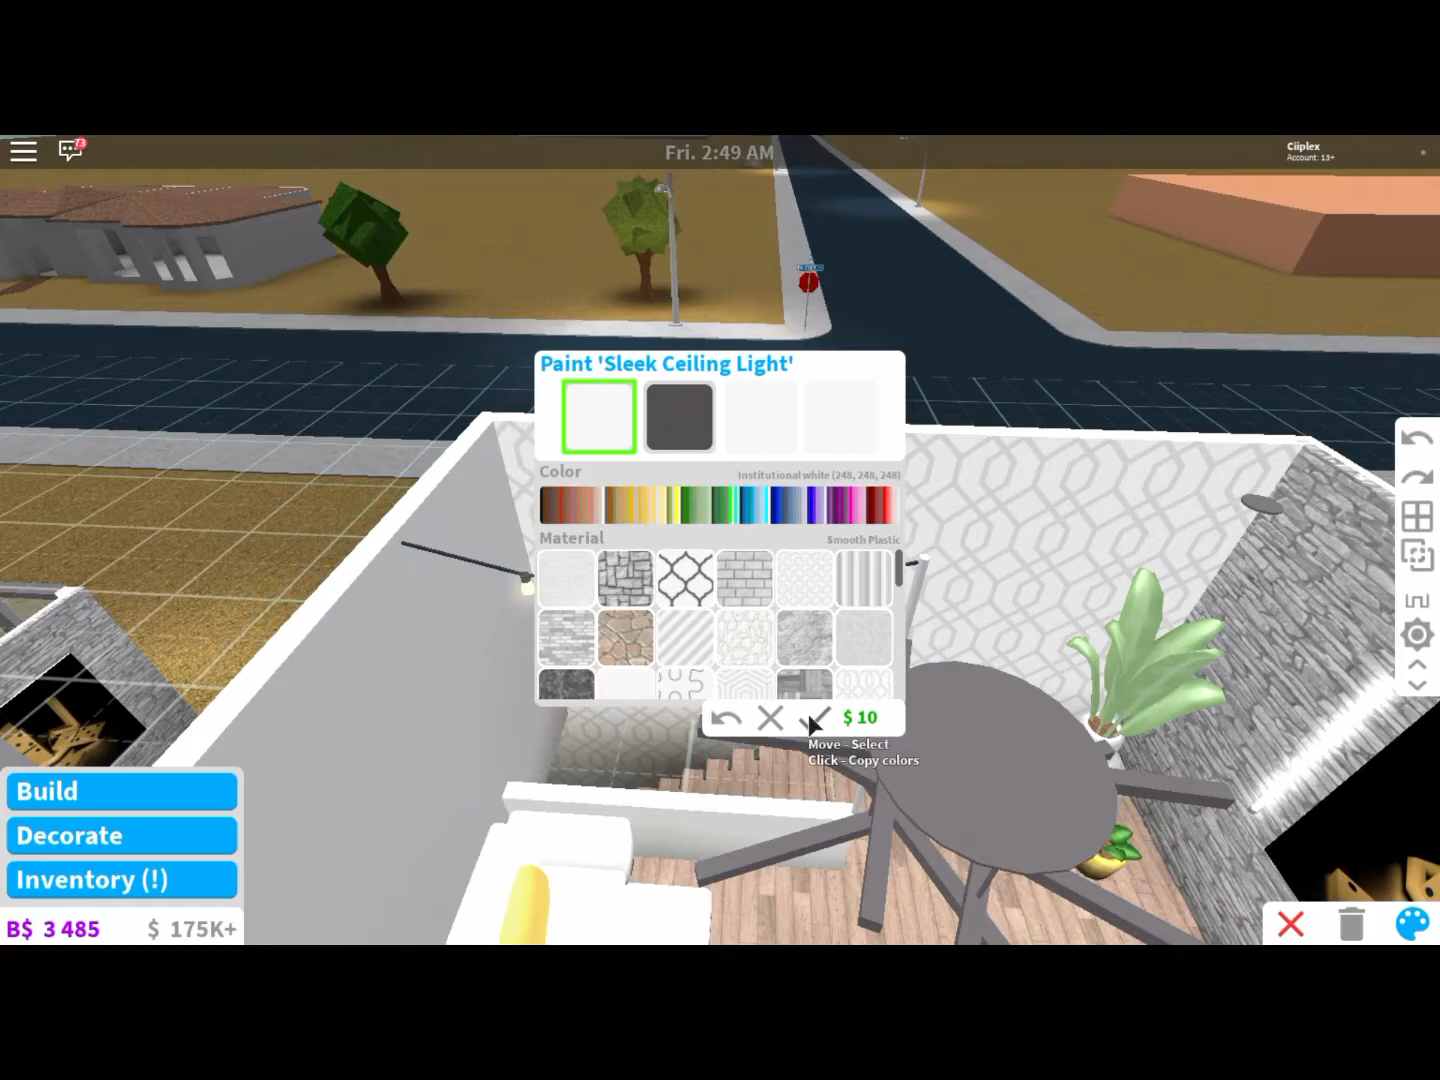 73
Fri. 2:49 AM
Ciiplex
Account: 13+
Paint 'Sleek Ceiling Light'
Color
Institutional white (248, 248, 248)
Material
Smooth Plastic
$ 10
Move - Select
Click - Copy colors
Build
Decorate
Inventory (!)
B$ 3 485
$ 175K+